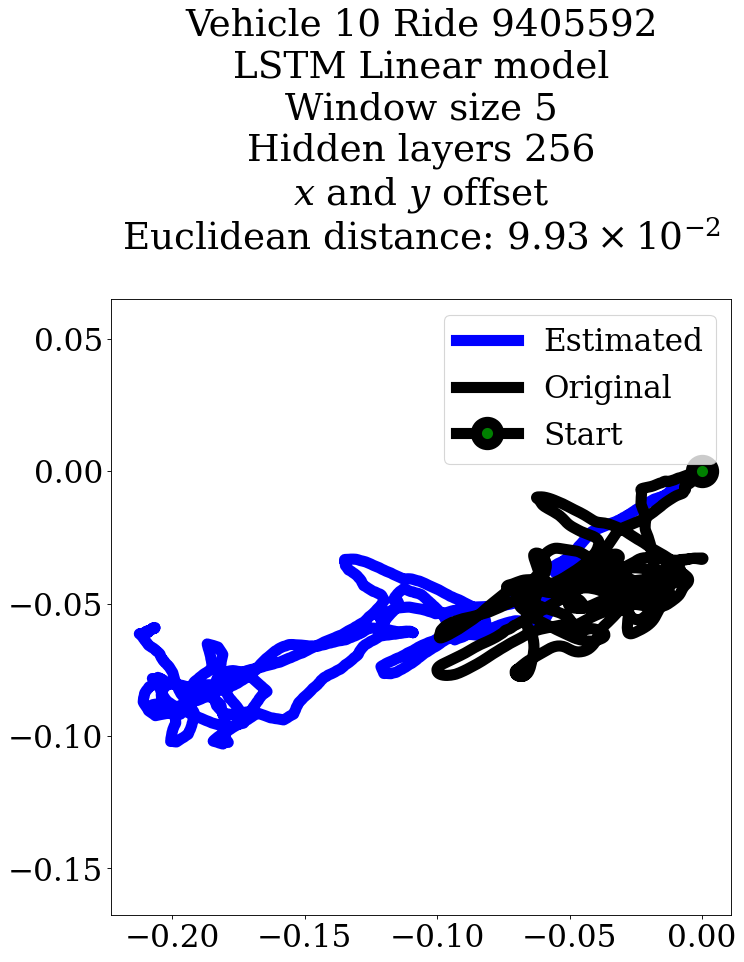 Vehicle 10 Ride 9405592
LSTM Linear model
Window size 5
Hidden layers 256
x and y offset
Euclidean distance: 9.93 × 10⁻²
Estimated
Original
Start
0.05
0.00
−0.05
−0.10
−0.15
−0.20 −0.15 −0.10 −0.05 0.00